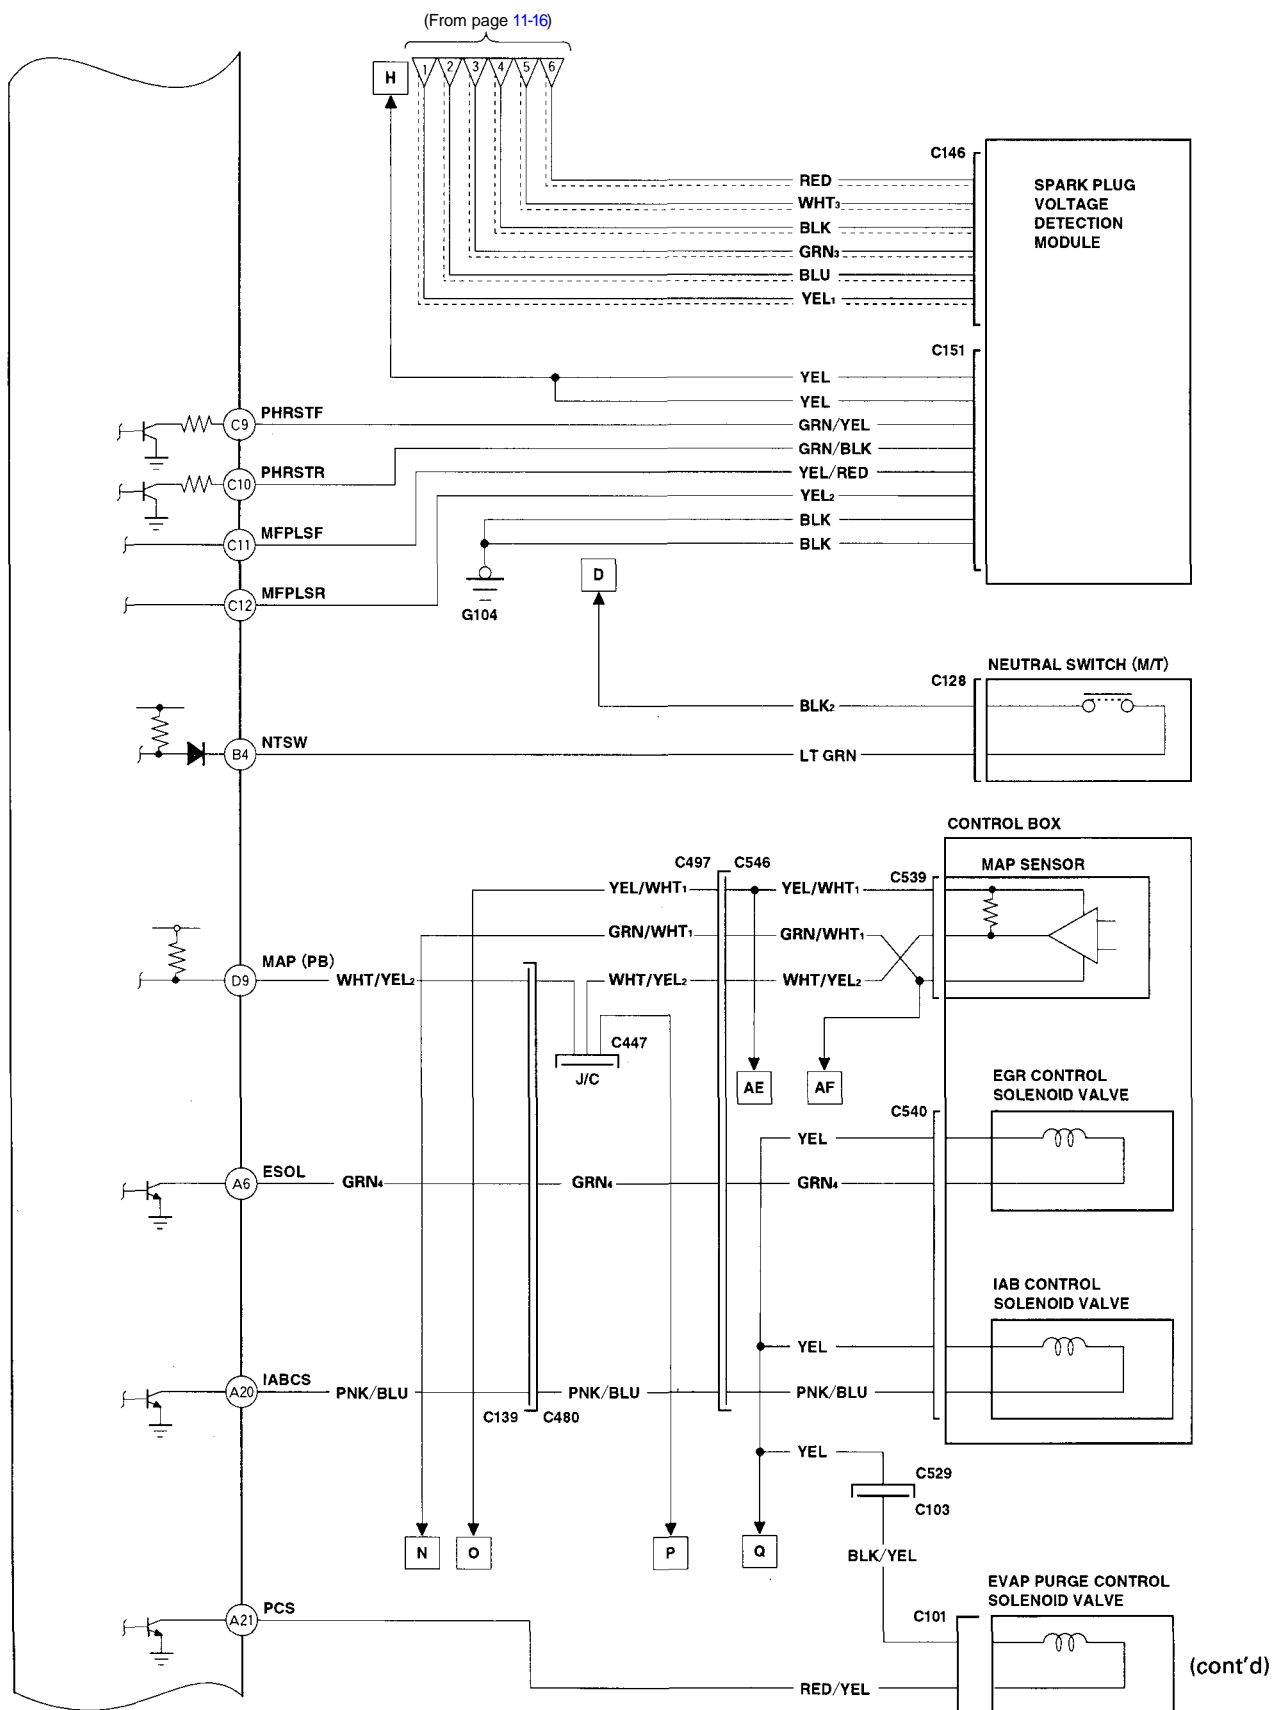 (From page 11-16)
H
1 2 3 4 5 6
C146
SPARK PLUG
VOLTAGE
DETECTION
MODULE
RED
WHT3
BLK
GRN3
BLU
YEL1
C151
YEL
YEL
PHRSTF
C9
GRN/YEL
GRN/BLK
PHRSTR
C10
YEL/RED
YEL2
BLK
MFPLSF
C11
BLK
D
MFPLSR
C12
G104
NEUTRAL SWITCH (M/T)
C128
BLK2
NTSW
B4
LT GRN
CONTROL BOX
C497 C546
MAP SENSOR
C539
YEL/WHT1 YEL/WHT1
GRN/WHT1 GRN/WHT1
MAP (PB)
D9
WHT/YEL2 WHT/YEL2 WHT/YEL2
C447
J/C
AE AF
EGR CONTROL
SOLENOID VALVE
C540
YEL
ESOL
A6
GRN4 GRN4 GRN4
IAB CONTROL
SOLENOID VALVE
YEL
IABCS
A20
PNK/BLU PNK/BLU PNK/BLU
C139 C480
YEL
C529
C103
N O P Q
BLK/YEL
EVAP PURGE CONTROL
SOLENOID VALVE
PCS
A21
C101
(cont'd)
RED/YEL